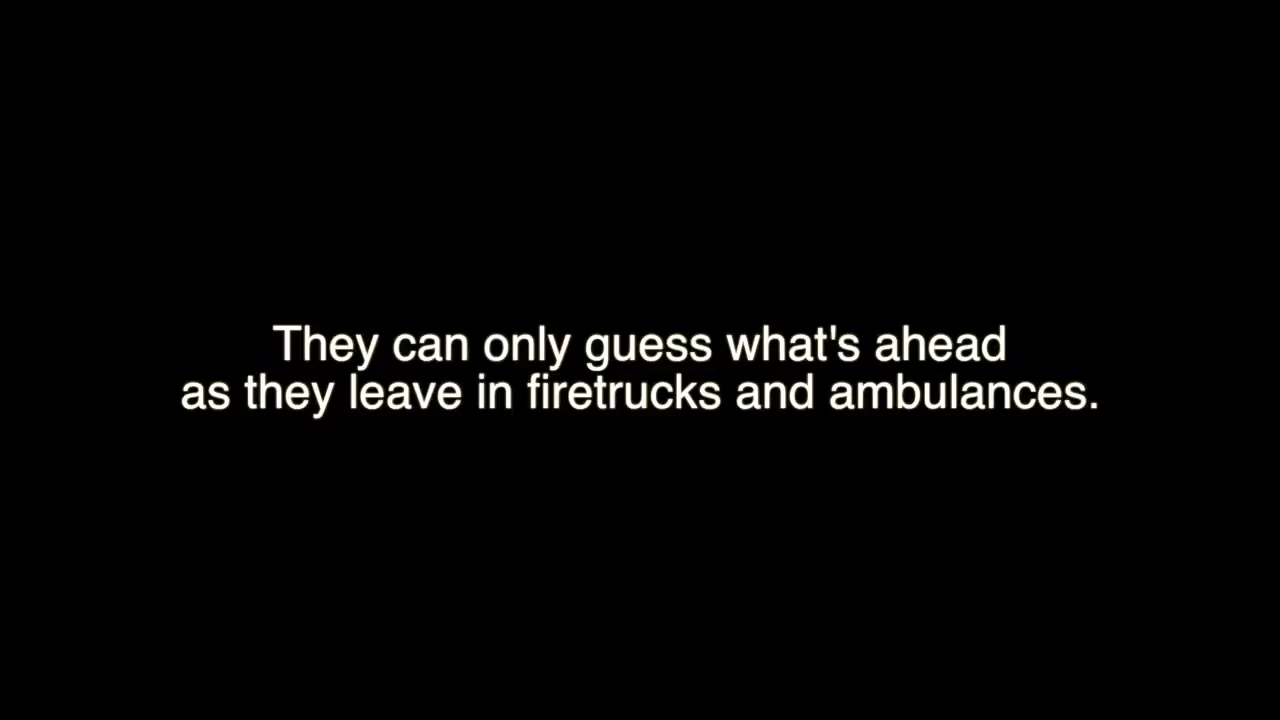 They can only guess what's ahead
as they leave in firetrucks and ambulances.